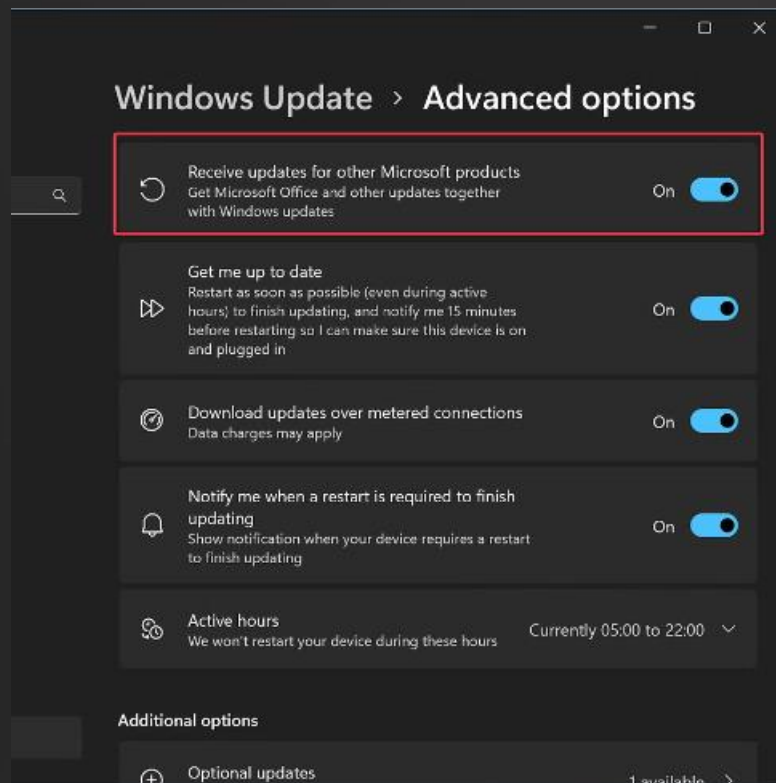 Windows Update > Advanced options
Receive updates for other Microsoft products
Get Microsoft Office and other updates together
with Windows updates
On
Get me up to date
Restart as soon as possible (even during active
hours) to finish updating, and notify me 15 minutes
before restarting so I can make sure this device is on
and plugged in
On
Download updates over metered connections
Data charges may apply
On
Notify me when a restart is required to finish
updating
Show notification when your device requires a restart
to finish updating
On
Active hours
We won't restart your device during these hours
Currently 05:00 to 22:00
Additional options
Optional updates
1 available